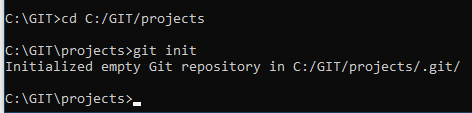 C:\GIT>cd C:/GIT/projects
C:\GIT\projects>git init
Initialized empty Git repository in C:/GIT/projects/.git/
C:\GIT\projects>